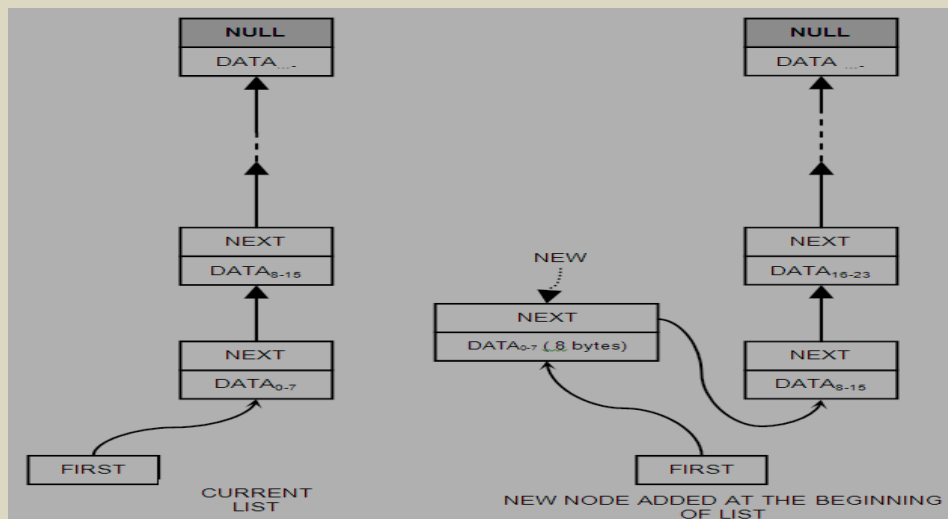 NULL
DATA...-
NEXT
DATA8-15
NEXT
DATA0-7
FIRST
CURRENT
LIST
NULL
DATA ...-
NEXT
DATA16-23
NEW
NEXT
DATA0-7 ( 8 bytes)
NEXT
DATA8-15
FIRST
NEW NODE ADDED AT THE BEGINNING
OF LIST